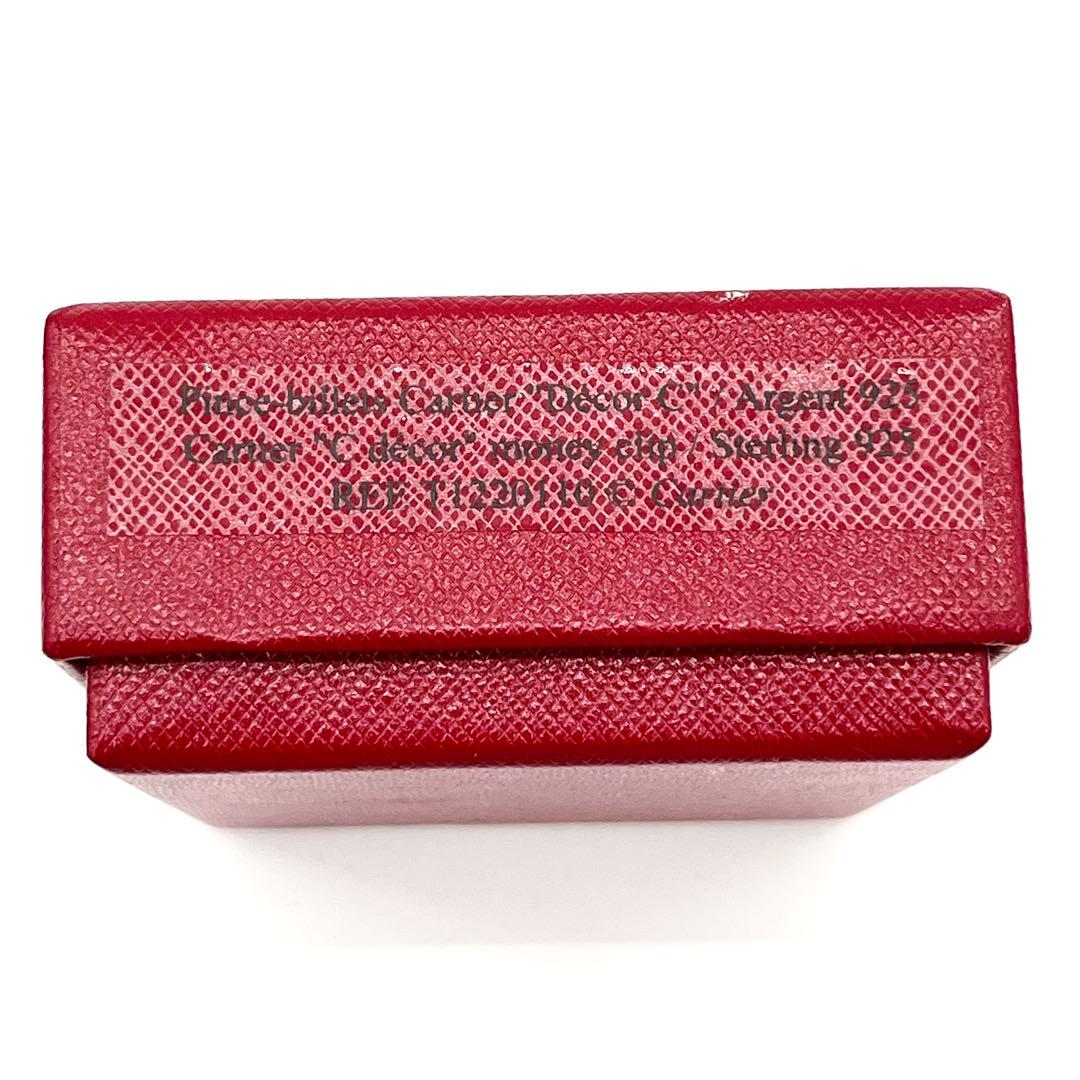 Pince-billets Cartier "Décor C" / Argent 925
Cartier "C décor" money clip / Sterling 925
REF. T1220110 © Cartier